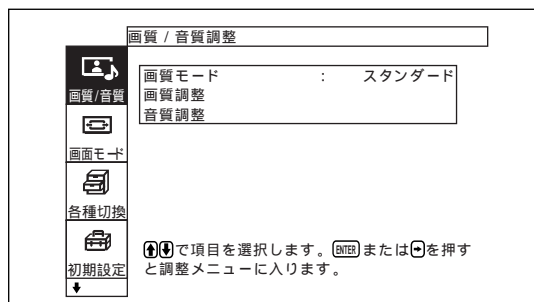 画質 / 音質調整
画質/音質
画面モード
各種切換
初期設定
画質モード : スタンダード
画質調整
音質調整
で項目を選択します。ENTERまたは を押す
と調整メニューに入ります。